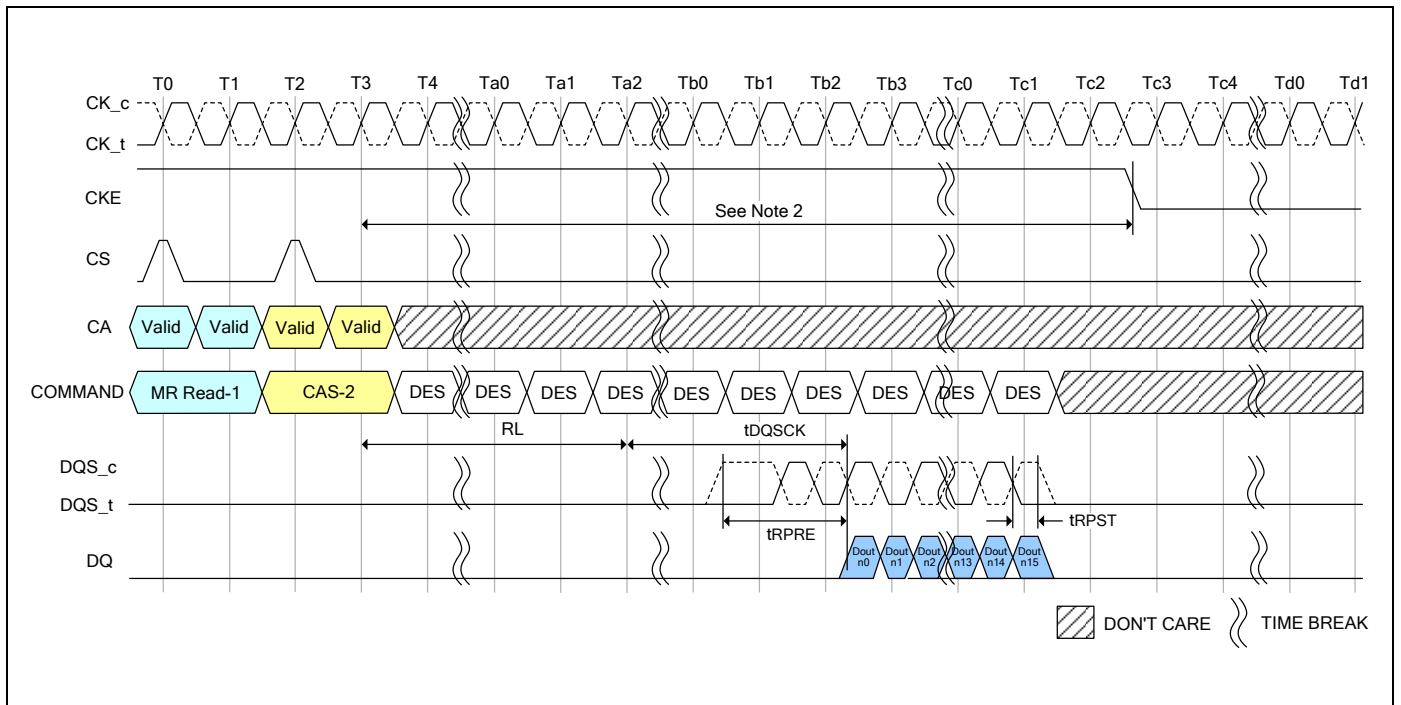 T0 T1 T2 T3 T4 Ta0 Ta1 Ta2 Tb0 Tb1 Tb2 Tb3 Tc0 Tc1 Tc2 Tc3 Tc4 Td0 Td1
CK_c
CK_t
CKE
See Note 2
CS
CA Valid Valid Valid Valid
COMMAND MR Read-1 CAS-2 DES DES DES DES DES DES DES DES DES DES
RL tDQSCK
DQS_c
DQS_t
tRPRE tRPST
DQ Dout n0 Dout n1 Dout n2 Dout n13 Dout n14 Dout n15
DON'T CARE TIME BREAK